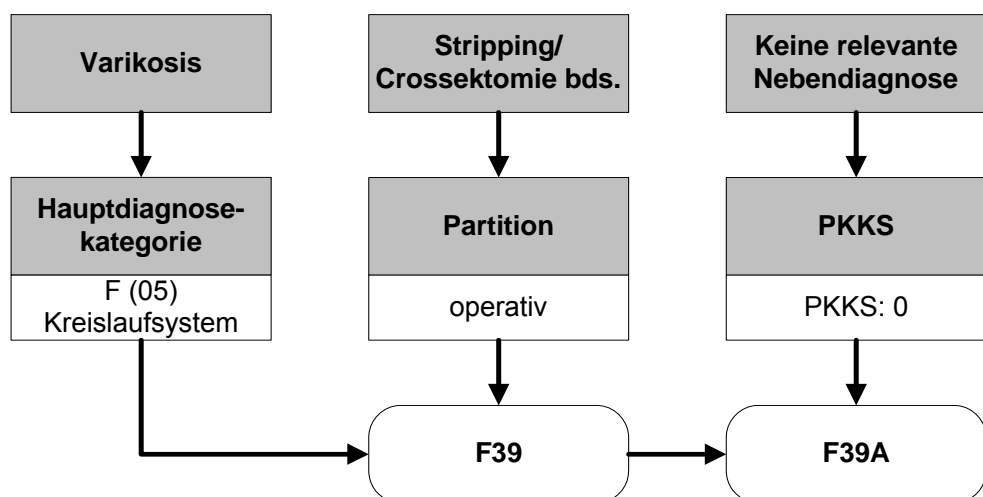 Varikosis
Stripping/
Crossektomie bds.
Keine relevante
Nebendiagnose
Hauptdiagnose-
kategorie
F (05)
Kreislaufsystem
Partition
operativ
PKKS
PKKS: 0
F39
F39A